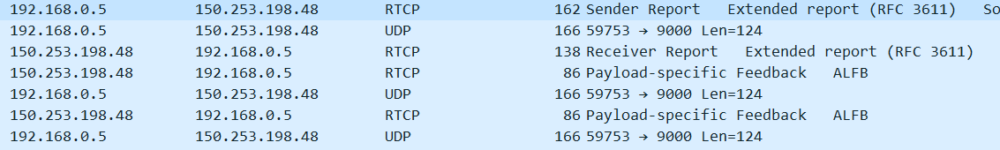 192.168.0.5 150.253.198.48 RTCP 162 Sender Report Extended report (RFC 3611) So
192.168.0.5 150.253.198.48 UDP 166 59753 → 9000 Len=124
150.253.198.48 192.168.0.5 RTCP 138 Receiver Report Extended report (RFC 3611)
150.253.198.48 192.168.0.5 RTCP 86 Payload-specific Feedback ALFB
192.168.0.5 150.253.198.48 UDP 166 59753 → 9000 Len=124
150.253.198.48 192.168.0.5 RTCP 86 Payload-specific Feedback ALFB
192.168.0.5 150.253.198.48 UDP 166 59753 → 9000 Len=124